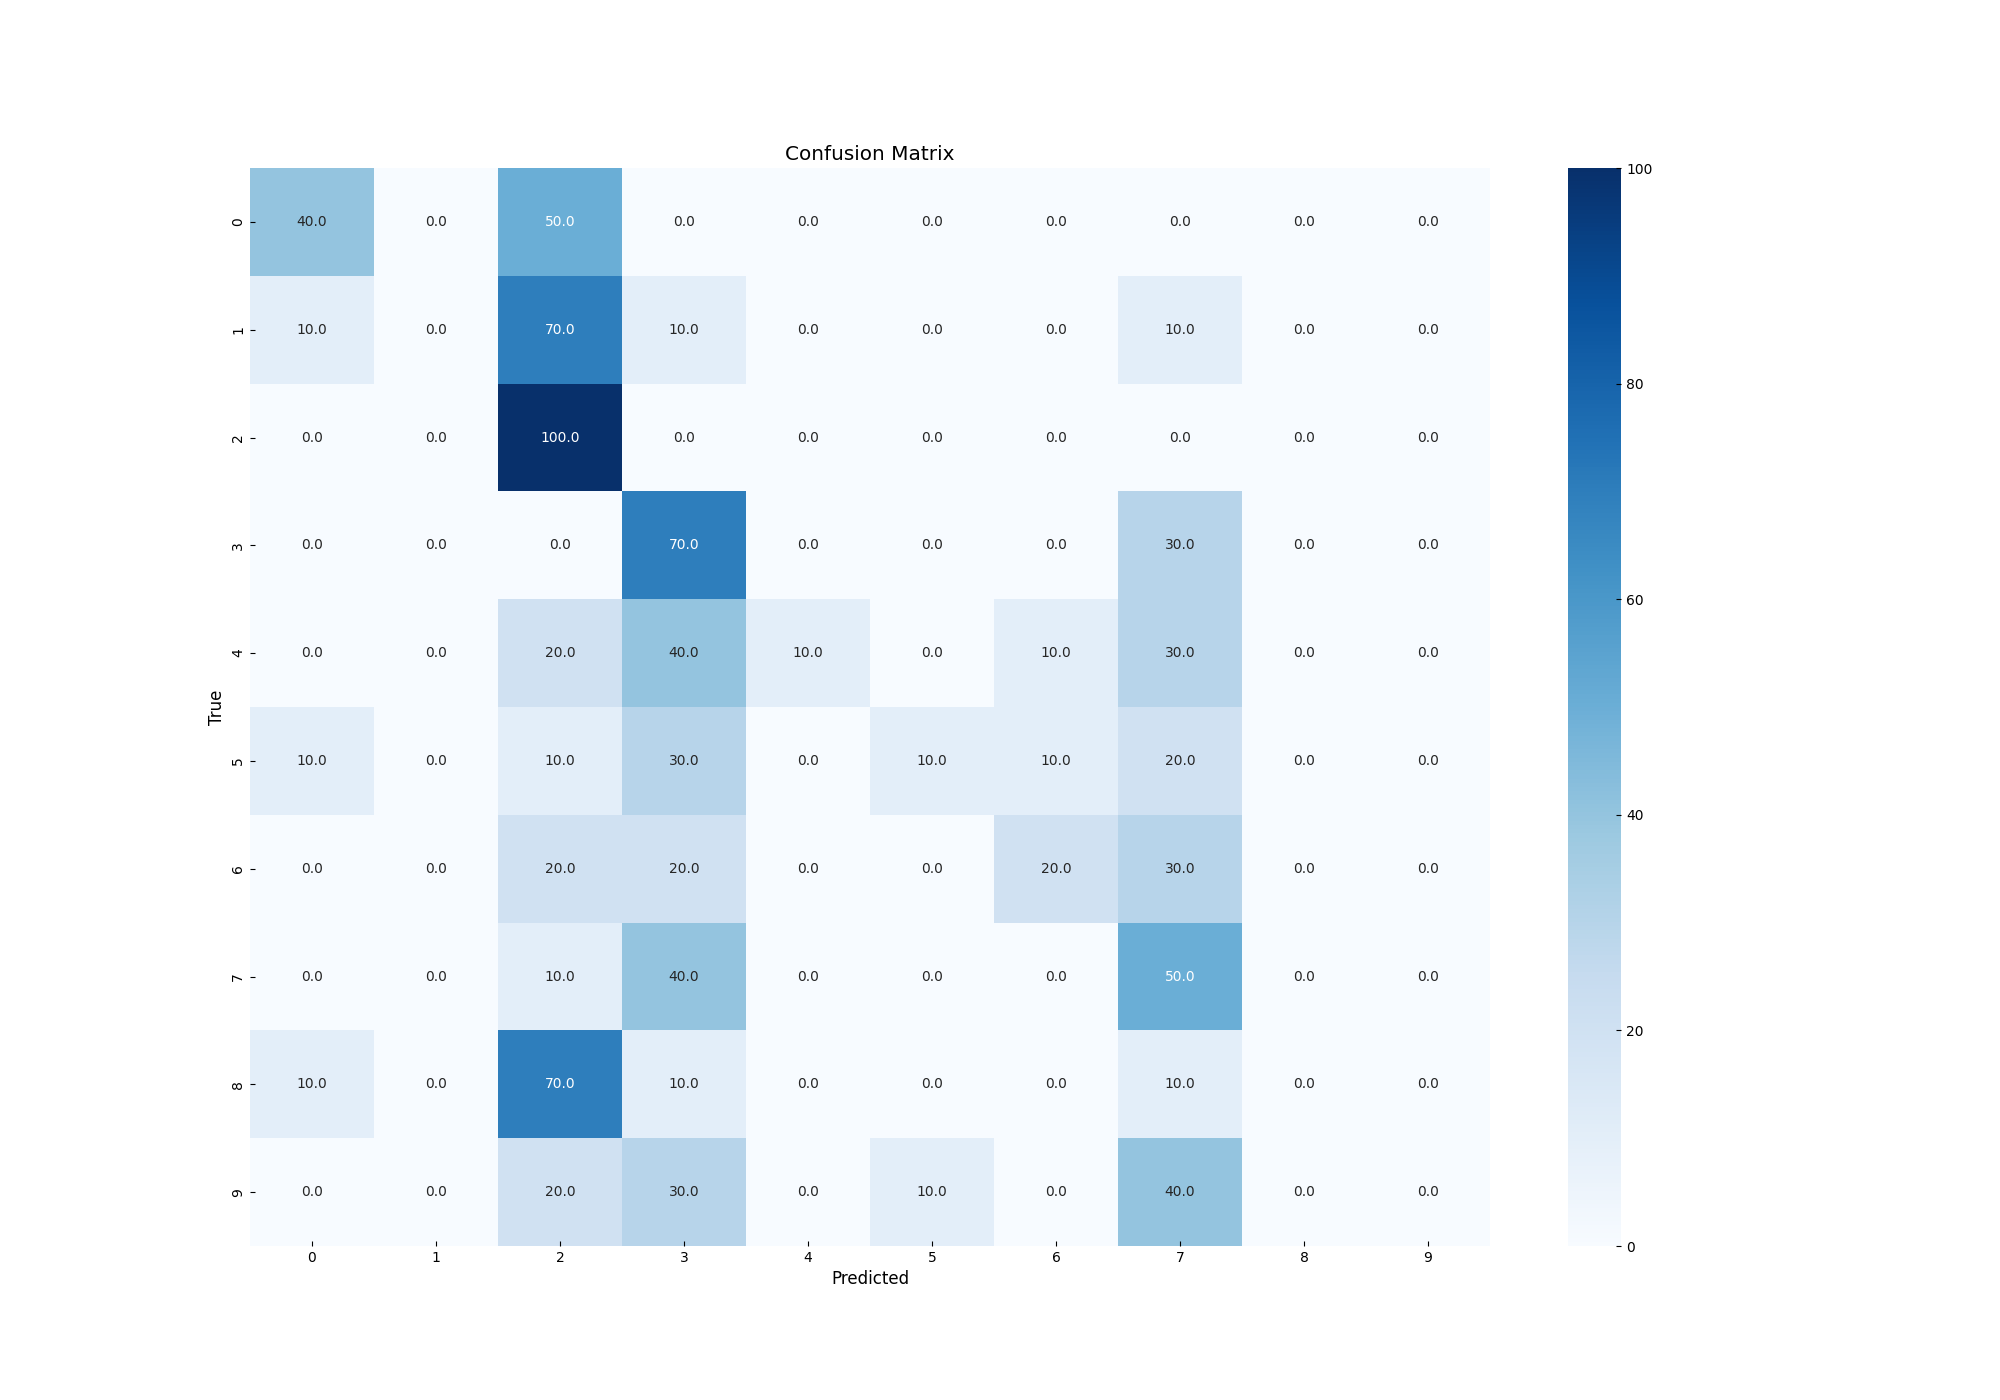 Confusion Matrix
0 40.0 0.0 50.0 0.0 0.0 0.0 0.0 0.0 0.0 0.0
1 10.0 0.0 70.0 10.0 0.0 0.0 0.0 10.0 0.0 0.0
2 0.0 0.0 100.0 0.0 0.0 0.0 0.0 0.0 0.0 0.0
3 0.0 0.0 0.0 70.0 0.0 0.0 0.0 30.0 0.0 0.0
4 0.0 0.0 20.0 40.0 10.0 0.0 10.0 30.0 0.0 0.0
5 10.0 0.0 10.0 30.0 0.0 10.0 10.0 20.0 0.0 0.0
6 0.0 0.0 20.0 20.0 0.0 0.0 20.0 30.0 0.0 0.0
7 0.0 0.0 10.0 40.0 0.0 0.0 0.0 50.0 0.0 0.0
8 10.0 0.0 70.0 10.0 0.0 0.0 0.0 10.0 0.0 0.0
9 0.0 0.0 20.0 30.0 0.0 10.0 0.0 40.0 0.0 0.0
0 1 2 3 4 5 6 7 8 9
Predicted
True
100
80
60
40
20
0